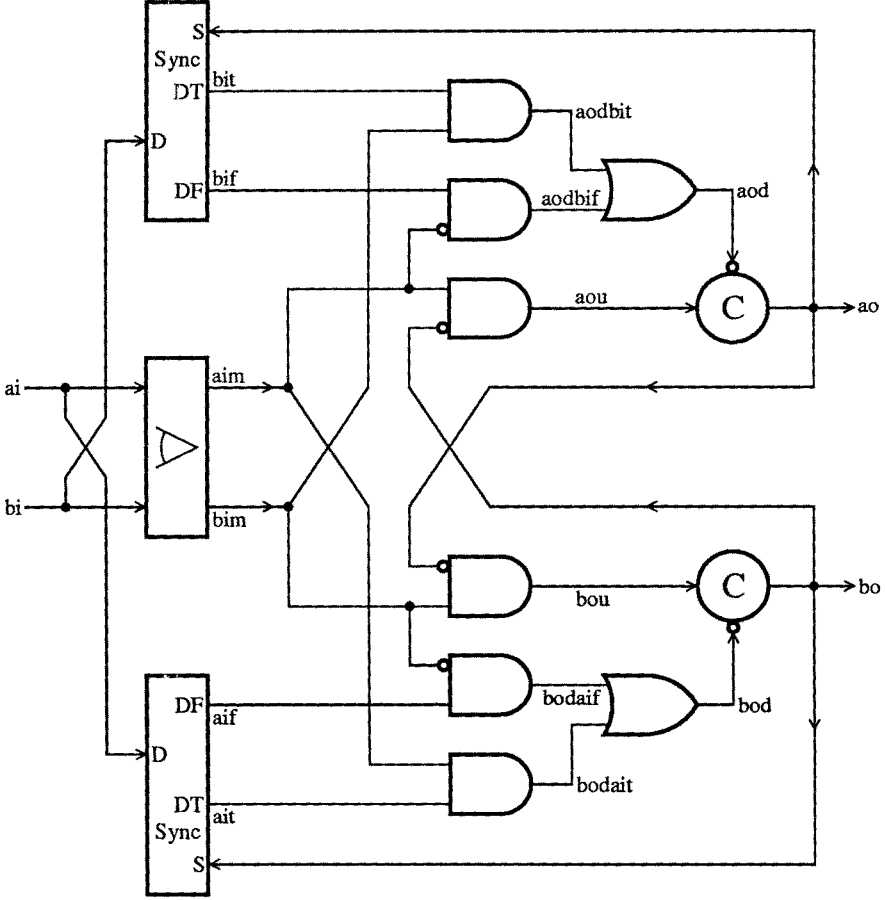 S
Sync
bit
DT
aodbit
D
bif
DF
aodbif
aod
aou
C
ao
ai
aim
bi
bim
bou
C
bo
DF
aif
bodaif
bod
D
DT
ait
bodait
Sync
S